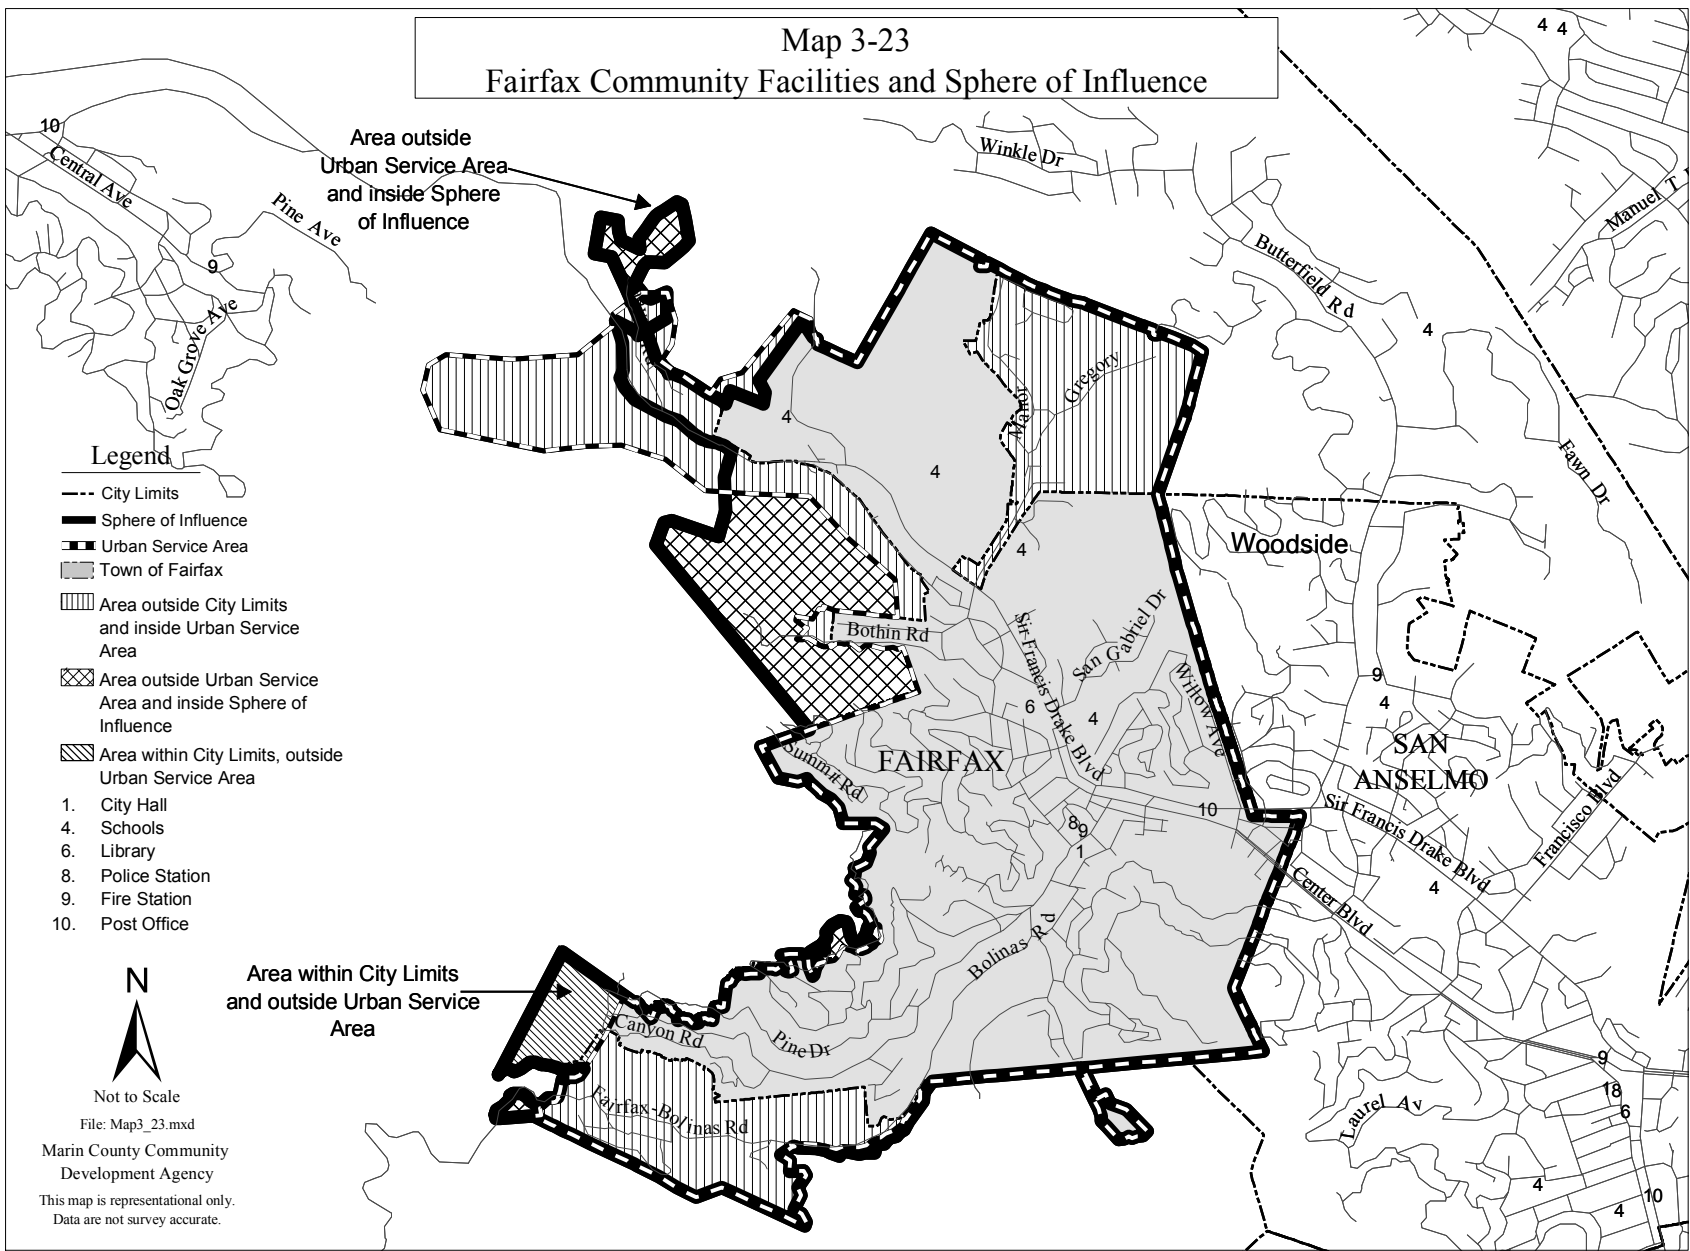 Map 3-23
Fairfax Community Facilities and Sphere of Influence
4 4
10
Central Ave
Pine Ave
9
Oak Grove Ave
Area outside
Urban Service Area
and inside Sphere
of Influence
Winkle Dr
Manuel T
Butterfield Rd
4
Fawn Dr
Gregory
Manor
4
4
4
Woodside
Legend
City Limits
Sphere of Influence
Urban Service Area
Town of Fairfax
Area outside City Limits
and inside Urban Service
Area
Area outside Urban Service
Area and inside Sphere of
Influence
Area within City Limits, outside
Urban Service Area
1. City Hall
4. Schools
6. Library
8. Police Station
9. Fire Station
10. Post Office
Bothin Rd
Sir Francis Drake Blvd
San Gabriel Dr
Willow Ave
6
4
FAIRFAX
Summit Rd
9
4
SAN
ANSELMO
10
89
1
Sir Francis Drake Blvd
Francisco Blvd
4
Center Blvd
Bolinas Rd
Area within City Limits
and outside Urban Service
Area
Canyon Rd
Pine Dr
Fairfax-Bolinas Rd
9
18
6
Laurel Av
4
10
4
N
Not to Scale
File: Map3_23.mxd
Marin County Community
Development Agency
This map is representational only.
Data are not survey accurate.